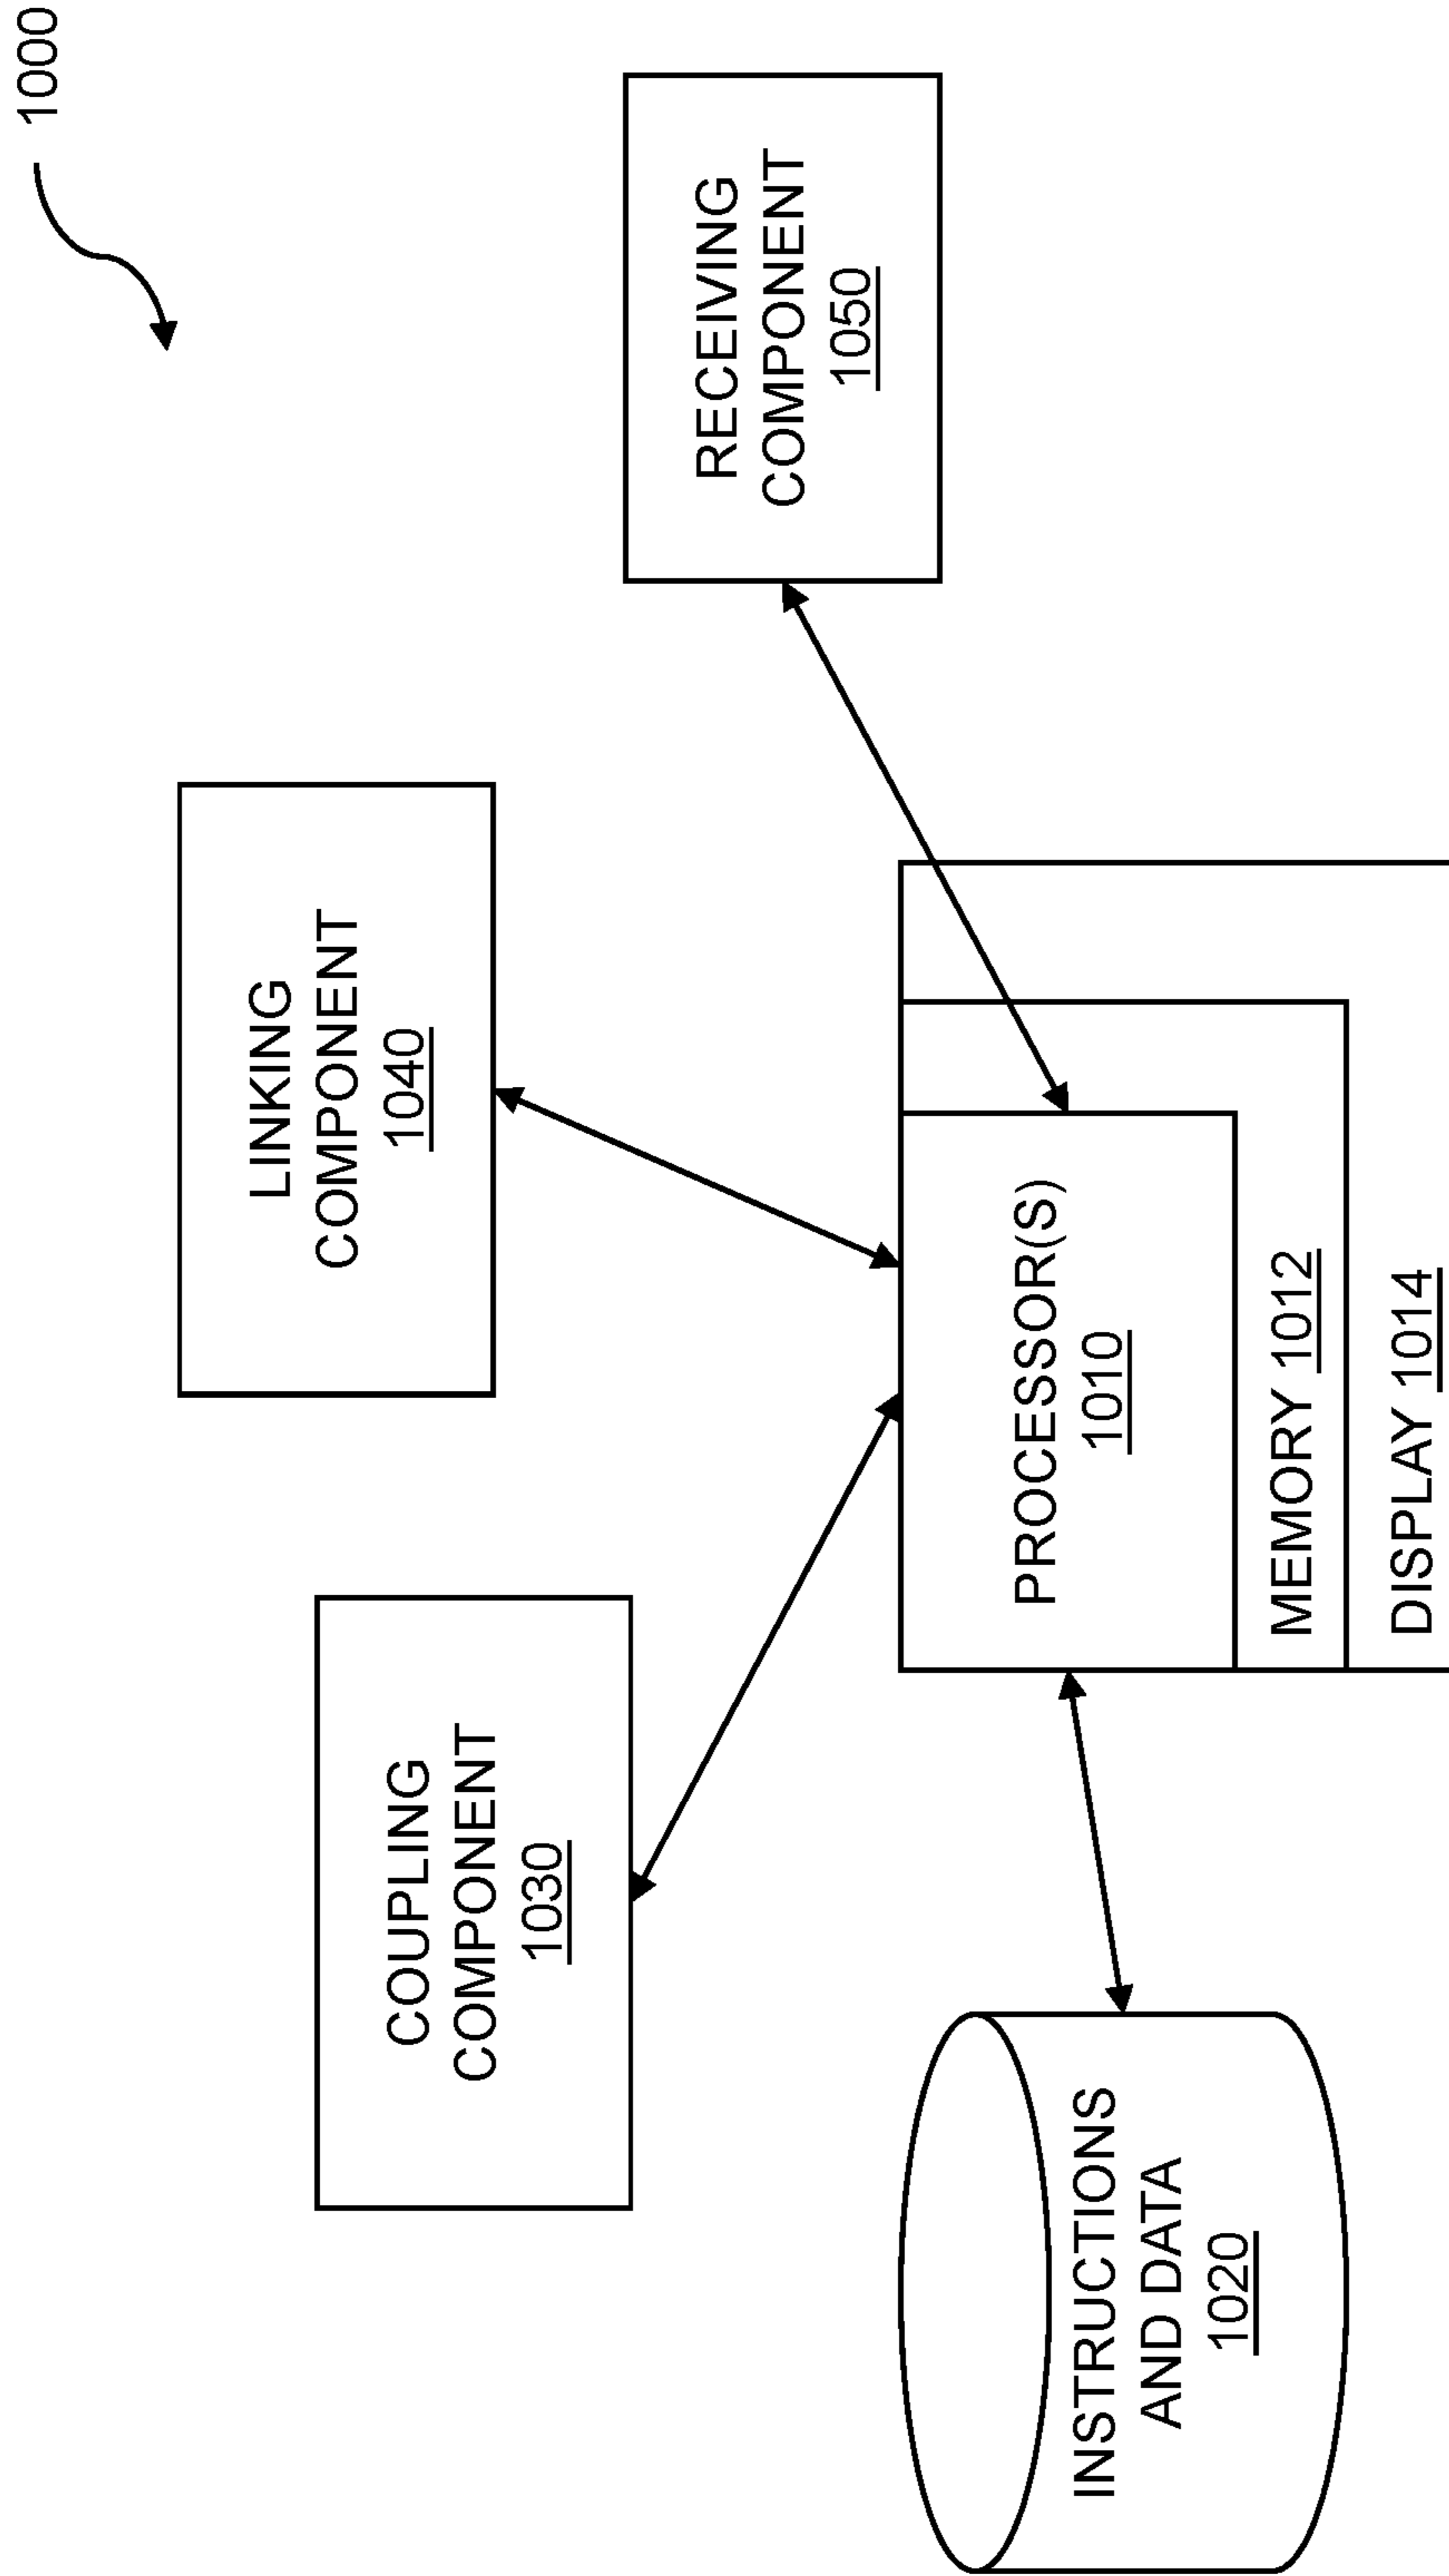 1000
LINKING
COMPONENT
1040
COUPLING
COMPONENT
1030
RECEIVING
COMPONENT
1050
INSTRUCTIONS
AND DATA
1020
PROCESSOR(S)
1010
MEMORY 1012
DISPLAY 1014